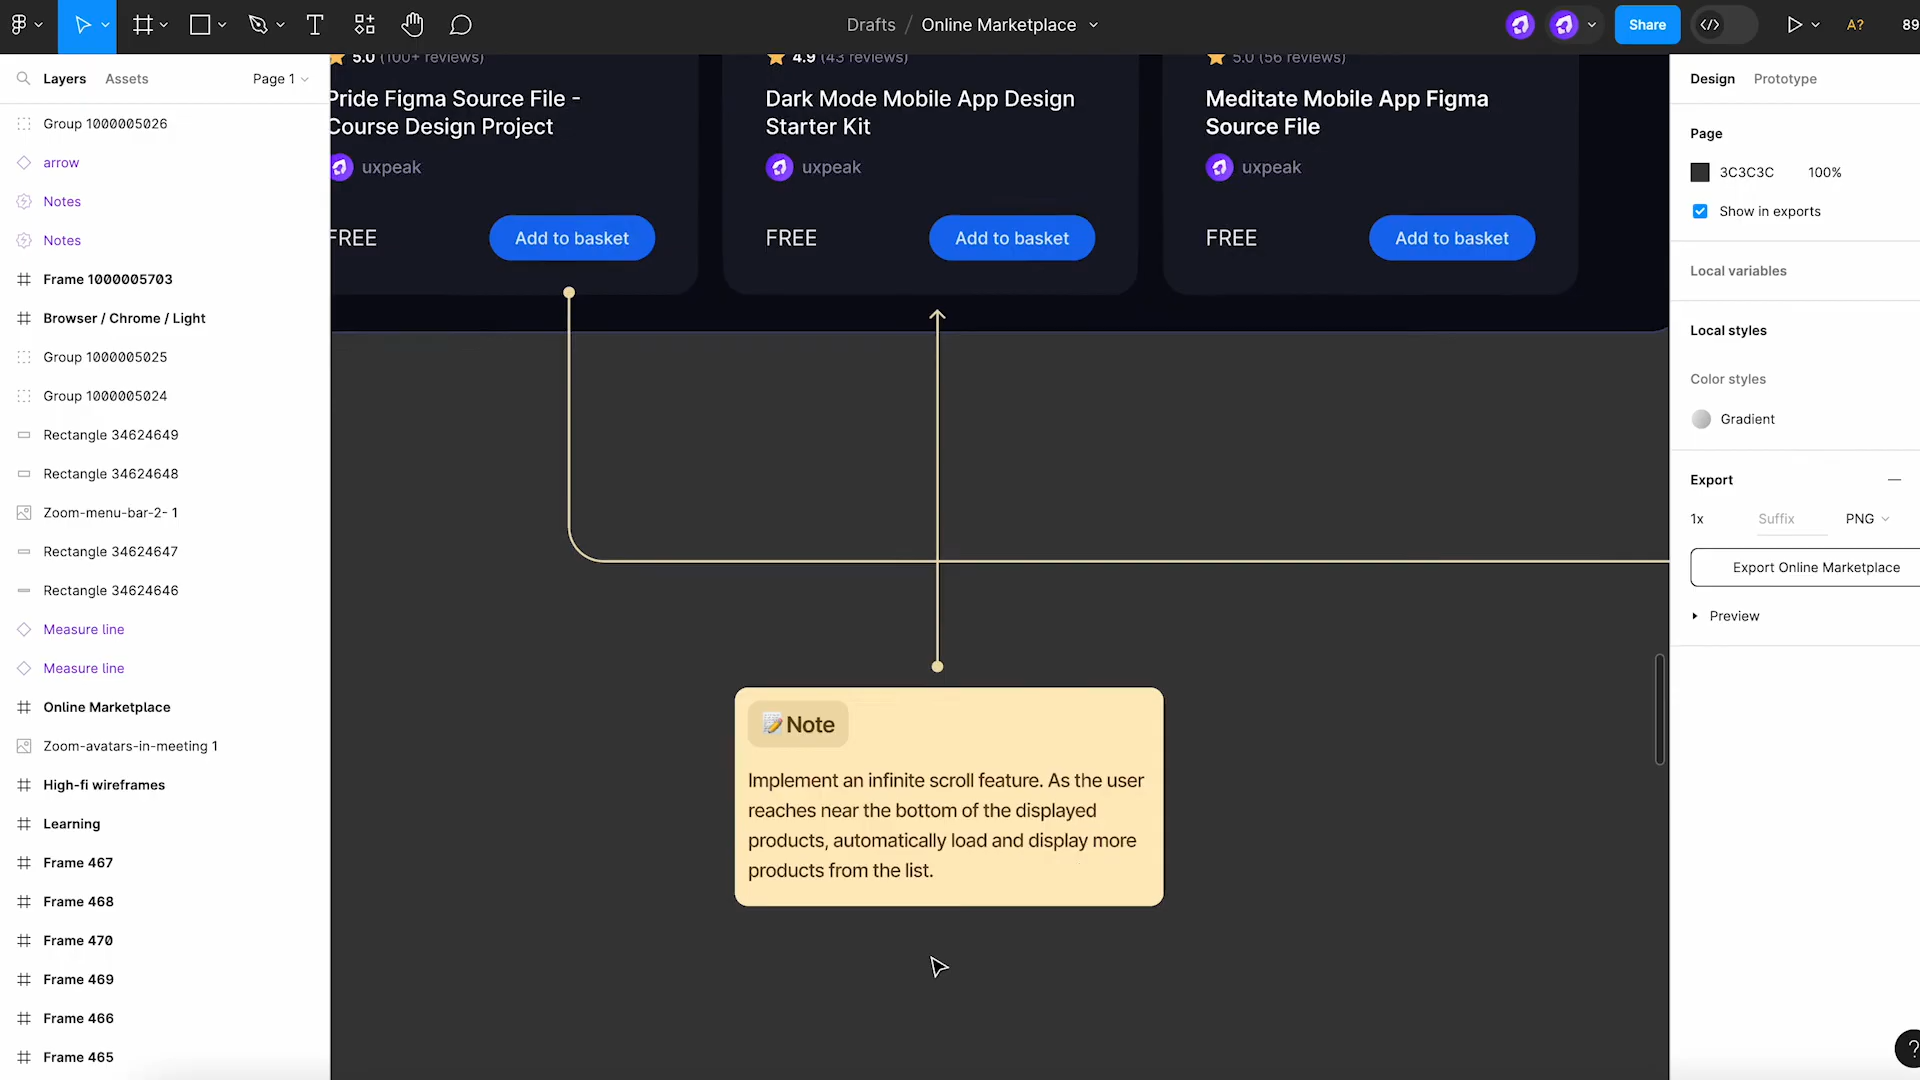 Drafts / Online Marketplace
Share
A?
89
Layers
Assets
Page 1
Group 1000005026
arrow
Notes
Notes
Frame 1000005703
Browser / Chrome / Light
Group 1000005025
Group 1000005024
Rectangle 34624649
Rectangle 34624648
Zoom-menu-bar-2- 1
Rectangle 34624647
Rectangle 34624646
Measure line
Measure line
Online Marketplace
Zoom-avatars-in-meeting 1
High-fi wireframes
Learning
Frame 467
Frame 468
Frame 470
Frame 469
Frame 466
Frame 465
5.0 (100+ reviews)
Pride Figma Source File -
Course Design Project
uxpeak
FREE
Add to basket
4.9 (43 reviews)
Dark Mode Mobile App Design
Starter Kit
uxpeak
FREE
Add to basket
5.0 (56 reviews)
Meditate Mobile App Figma
Source File
uxpeak
FREE
Add to basket
Note
Implement an infinite scroll feature. As the user
reaches near the bottom of the displayed
products, automatically load and display more
products from the list.
Design
Prototype
Page
3C3C3C
100%
Show in exports
Local variables
Local styles
Color styles
Gradient
Export
1x
Suffix
PNG
Export Online Marketplace
Preview
?